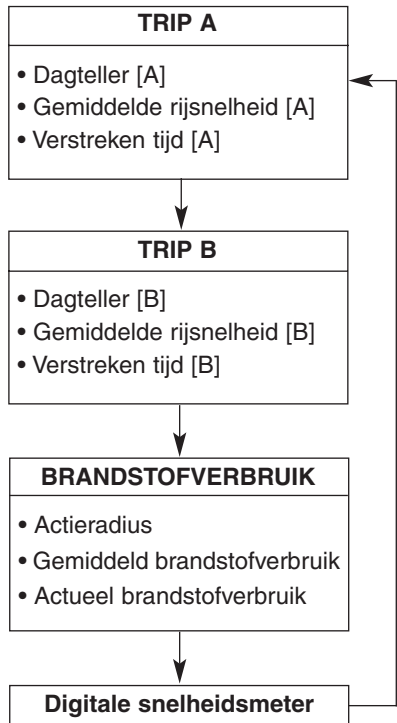 TRIP A
• Dagteller [A]
• Gemiddelde rijsnelheid [A]
• Verstreken tijd [A]
TRIP B
• Dagteller [B]
• Gemiddelde rijsnelheid [B]
• Verstreken tijd [B]
BRANDSTOFVERBRUIK
• Actieradius
• Gemiddeld brandstofverbruik
• Actueel brandstofverbruik
Digitale snelheidsmeter